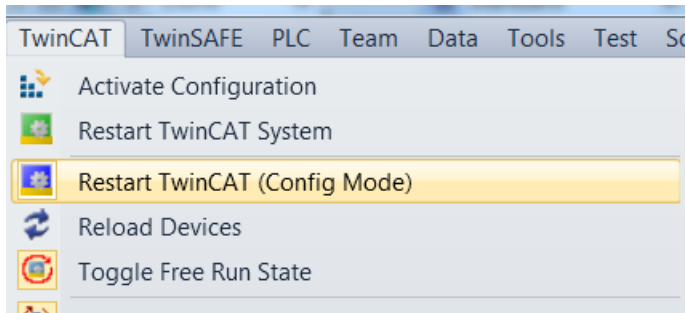 TwinCAT TwinSAFE PLC Team Data Tools Test
Activate Configuration
Restart TwinCAT System
Restart TwinCAT (Config Mode)
Reload Devices
Toggle Free Run State